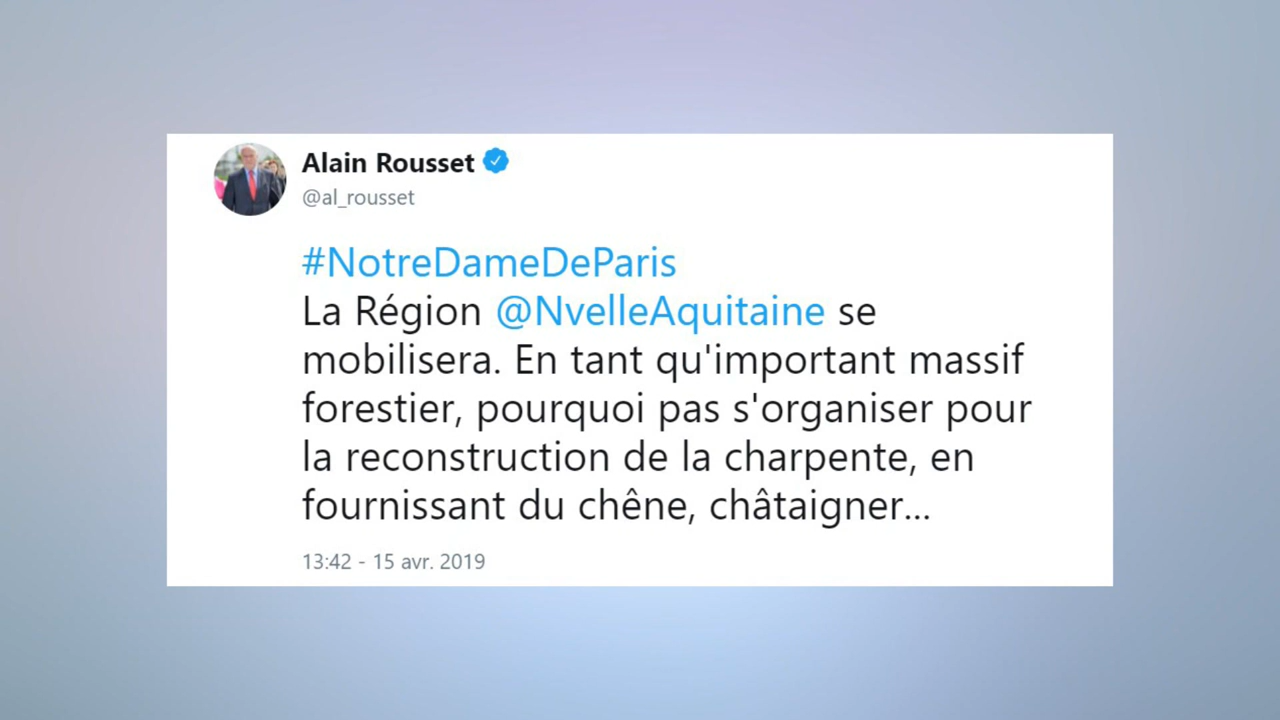 Alain Rousset
@al_rousset
#NotreDameDeParis
La Région @NvelleAquitaine se
mobilisera. En tant qu'important massif
forestier, pourquoi pas s'organiser pour
la reconstruction de la charpente, en
fournissant du chêne, châtaigner...
13:42 - 15 avr. 2019